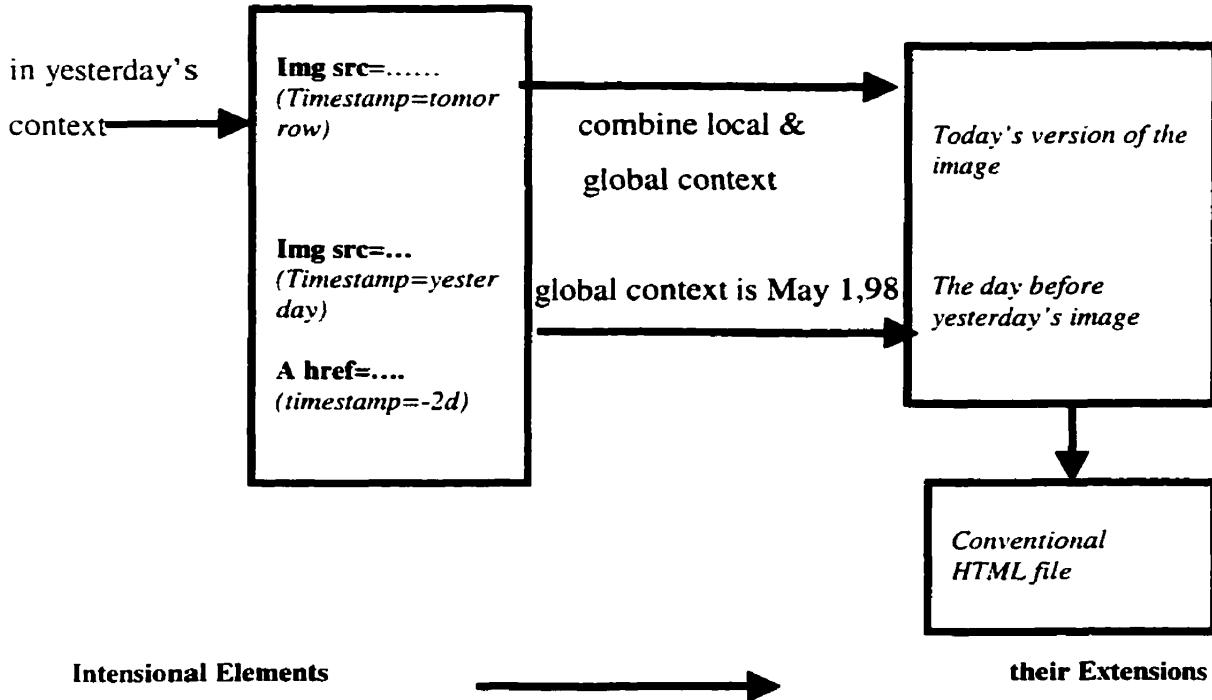 in yesterday's
context
Img src=......
(Timestamp=tomor
row)
Img src=...
(Timestamp=yester
day)
A href=....
(timestamp=-2d)
combine local &
global context
global context is May 1,98
Today's version of the
image
The day before
yesterday's image
Conventional
HTML file
Intensional Elements
their Extensions